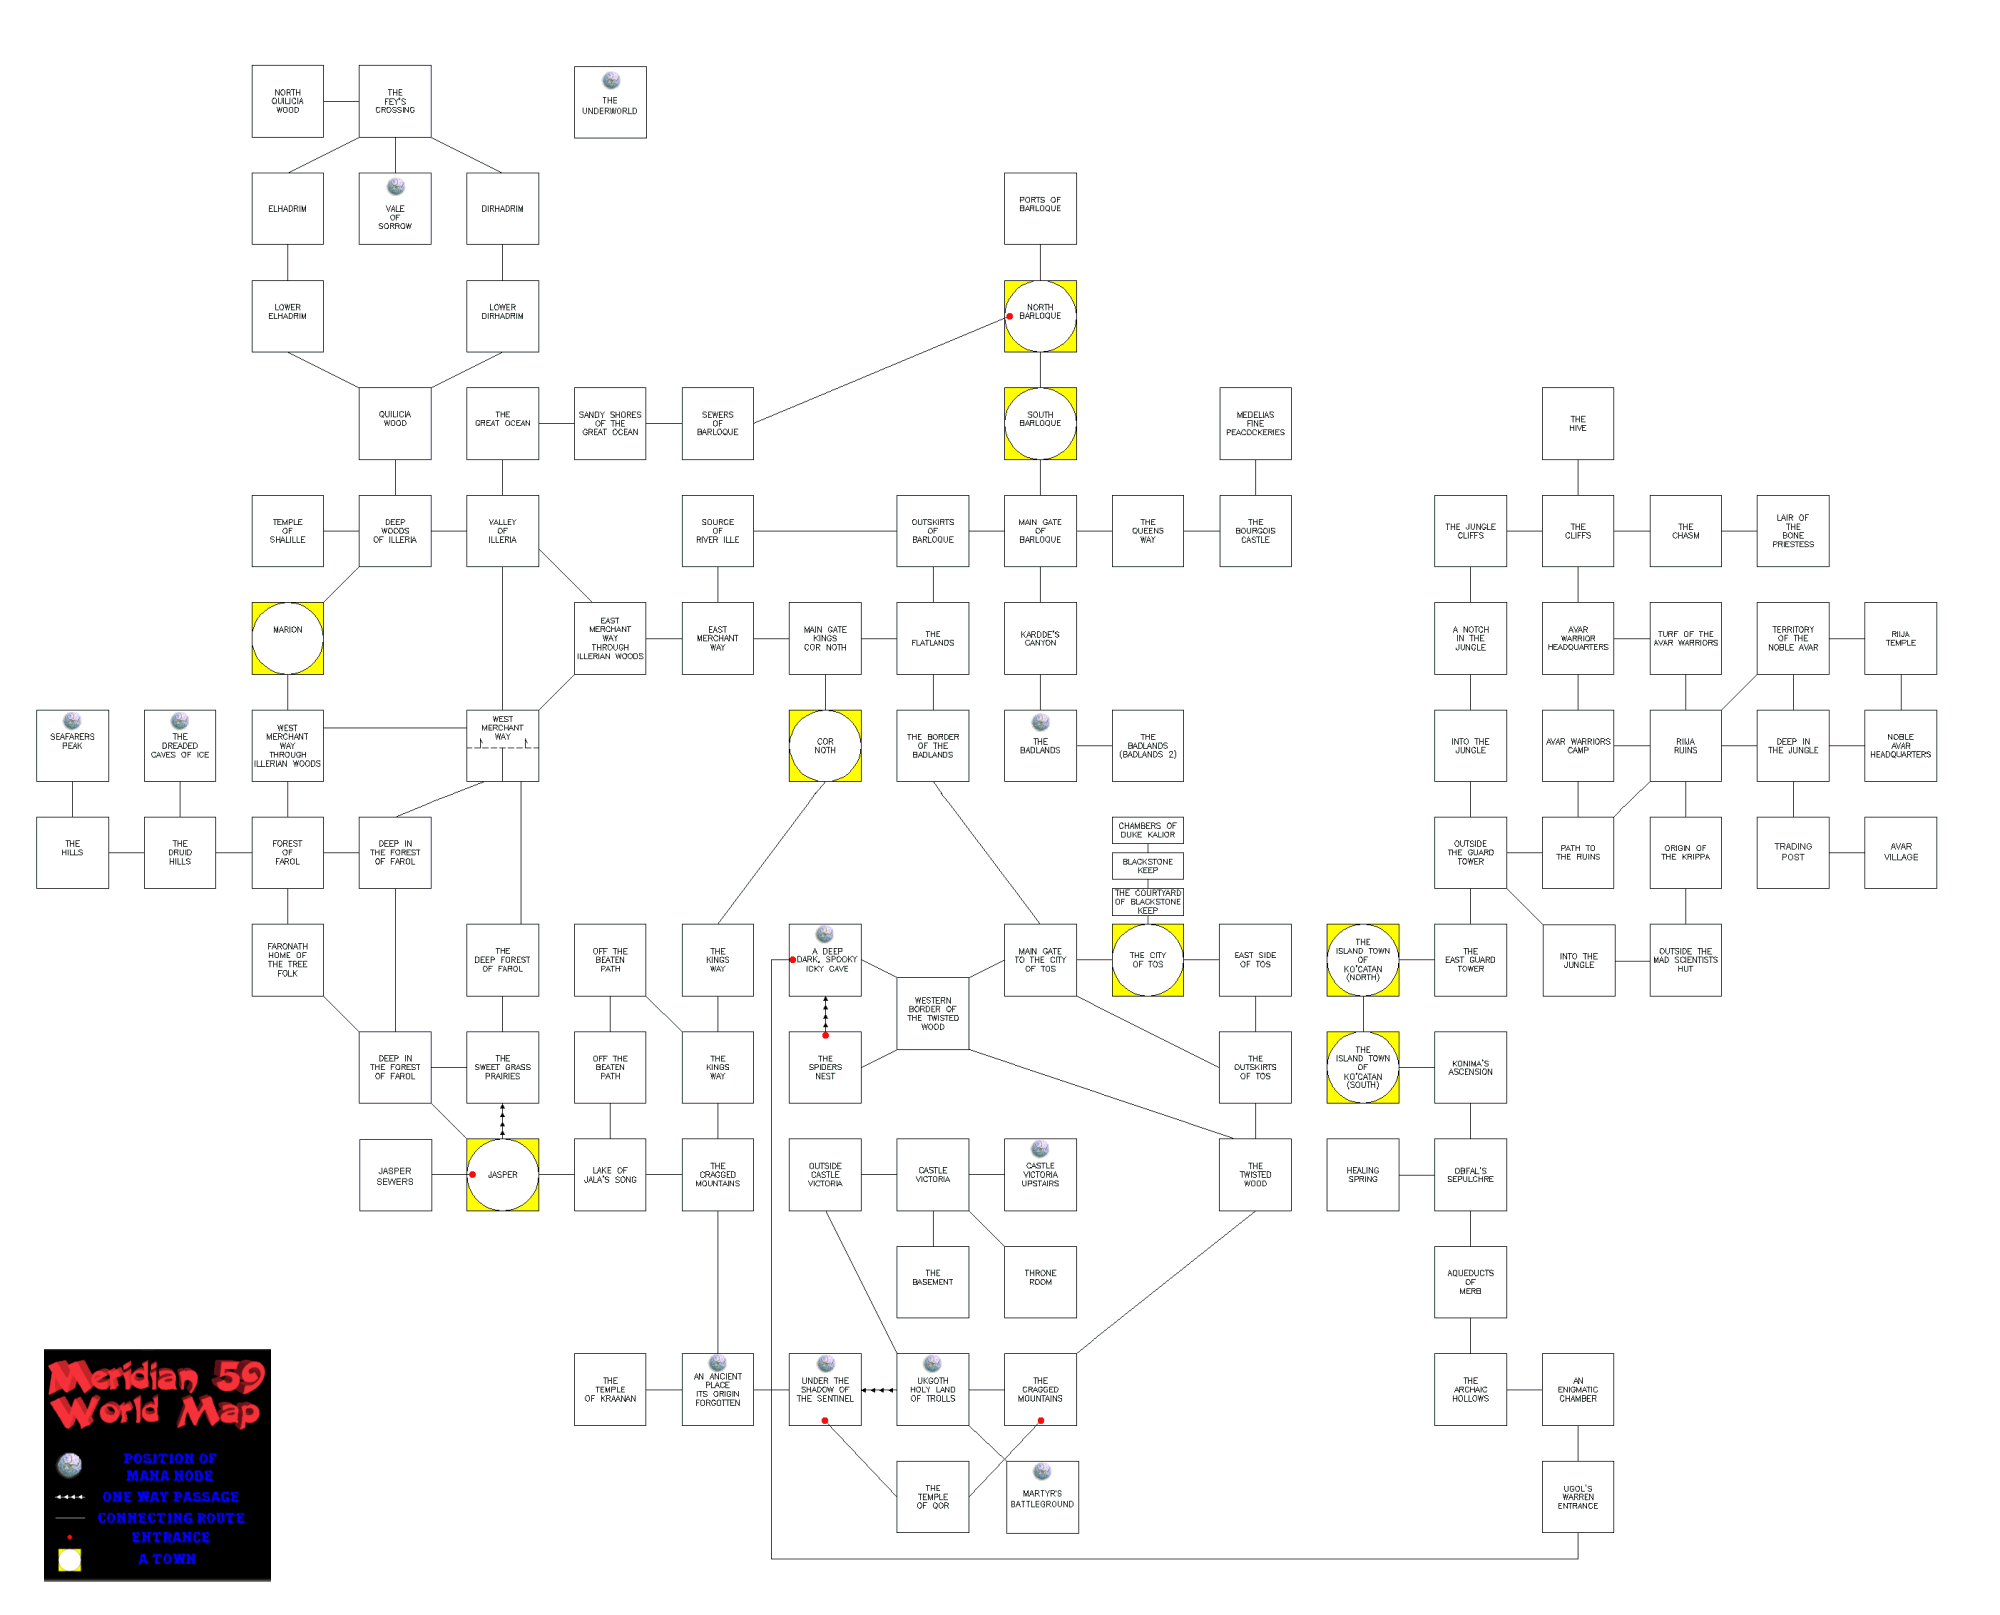 NORTH
QUILICIA
WOOD
THE
FEY'S
CROSSING
THE
UNDERWORLD
ELHADRIM
VALE
OF
SORROW
DIRHADRIM
PORTS OF
BARLOQUE
LOWER
ELHADRIM
LOWER
DIRHADRIM
NORTH
BARLOQUE
QUILICIA
WOOD
THE
GREAT OCEAN
SANDY SHORES
OF THE
GREAT OCEAN
SEWERS
OF
BARLOQUE
SOUTH
BARLOQUE
MEDELIA'S
FINE
PEACOCKERIES
THE
HIVE
TEMPLE
OF
SHALILLE
DEEP
WOODS
OF ILLERIA
VALLEY
OF
ILLERIA
SOURCE
OF
RIVER ILLE
OUTSKIRTS
OF
BARLOQUE
MAIN GATE
OF
BARLOQUE
THE
QUEENS
WAY
THE
BOURGOIS
CASTLE
THE JUNGLE
CLIFFS
THE
CLIFFS
THE
CHASM
LAIR OF
THE
BONE
PRIESTESS
MARION
EAST
MERCHANT
WAY
THROUGH
ILLERIAN WOODS
EAST
MERCHANT
WAY
MAIN GATE
KINGS
COR NOTH
THE
FLATLANDS
KARDDE'S
CANYON
A NOTCH
IN THE
JUNGLE
AVAR
WARRIOR
HEADQUARTERS
TURF OF THE
AVAR WARRIORS
TERRITORY
OF THE
NOBLE AVAR
RIIJA
TEMPLE
SEAFARERS
PEAK
THE
DREADED
CAVES OF ICE
WEST
MERCHANT
WAY
THROUGH
ILLERIAN WOODS
WEST
MERCHANT
WAY
COR
NOTH
THE BORDER
OF THE
BADLANDS
THE
BADLANDS
THE
BADLANDS
(BADLANDS 2)
INTO THE
JUNGLE
AVAR WARRIORS
CAMP
RIIJA
RUINS
DEEP IN
THE JUNGLE
NOBLE
AVAR
HEADQUARTERS
THE
HILLS
THE
DRUID
HILLS
FOREST
OF
FAROL
DEEP IN
THE FOREST
OF FAROL
CHAMBERS OF
DUKE KALIOR
BLACKSTONE
KEEP
THE COURTYARD
OF BLACKSTONE
KEEP
OUTSIDE
THE GUARD
TOWER
PATH TO
THE RUINS
ORIGIN OF
THE KRIPPA
TRADING
POST
AVAR
VILLAGE
FARONATH
HOME OF
THE TREE
FOLK
THE
DEEP FOREST
OF FAROL
OFF THE
BEATEN
PATH
THE
KINGS
WAY
A DEEP
DARK, SPOOKY
ICKY CAVE
WESTERN
BORDER OF
THE TWISTED
WOOD
MAIN GATE
TO THE CITY
OF TOS
THE CITY
OF TOS
EAST SIDE
OF TOS
THE
ISLAND TOWN
OF
KO'CATAN
(NORTH)
THE
EAST GUARD
TOWER
INTO THE
JUNGLE
OUTSIDE THE
MAD SCIENTISTS
HUT
DEEP IN
THE FOREST
OF FAROL
THE
SWEET GRASS
PRAIRIES
OFF THE
BEATEN
PATH
THE
KINGS
WAY
THE
SPIDERS
NEST
THE
OUTSKIRTS
OF TOS
THE
ISLAND TOWN
OF
KO'CATAN
(SOUTH)
KONIMA'S
ASCENSION
JASPER
SEWERS
JASPER
LAKE OF
JALA'S SONG
THE
CRAGGED
MOUNTAINS
OUTSIDE
CASTLE
VICTORIA
CASTLE
VICTORIA
CASTLE
VICTORIA
UPSTAIRS
THE
TWISTED
WOOD
HEALING
SPRING
OBFAL'S
SEPULCHRE
THE
BASEMENT
THRONE
ROOM
AQUEDUCTS
OF
MERB
THE
TEMPLE
OF KRAANAN
AN ANCIENT
PLACE
ITS ORIGIN
FORGOTTEN
UNDER THE
SHADOW OF
THE SENTINEL
UKGOTH
HOLY LAND
OF TROLLS
THE
CRAGGED
MOUNTAINS
THE
ARCHAIC
HOLLOWS
AN
ENIGMATIC
CHAMBER
THE
TEMPLE
OF QOR
MARTYR'S
BATTLEGROUND
UGOL'S
WARREN
ENTRANCE
Meridian 59
World Map
POSITION OF
MANA NODE
ONE WAY PASSAGE
CONNECTING ROUTE
ENTRANCE
A TOWN